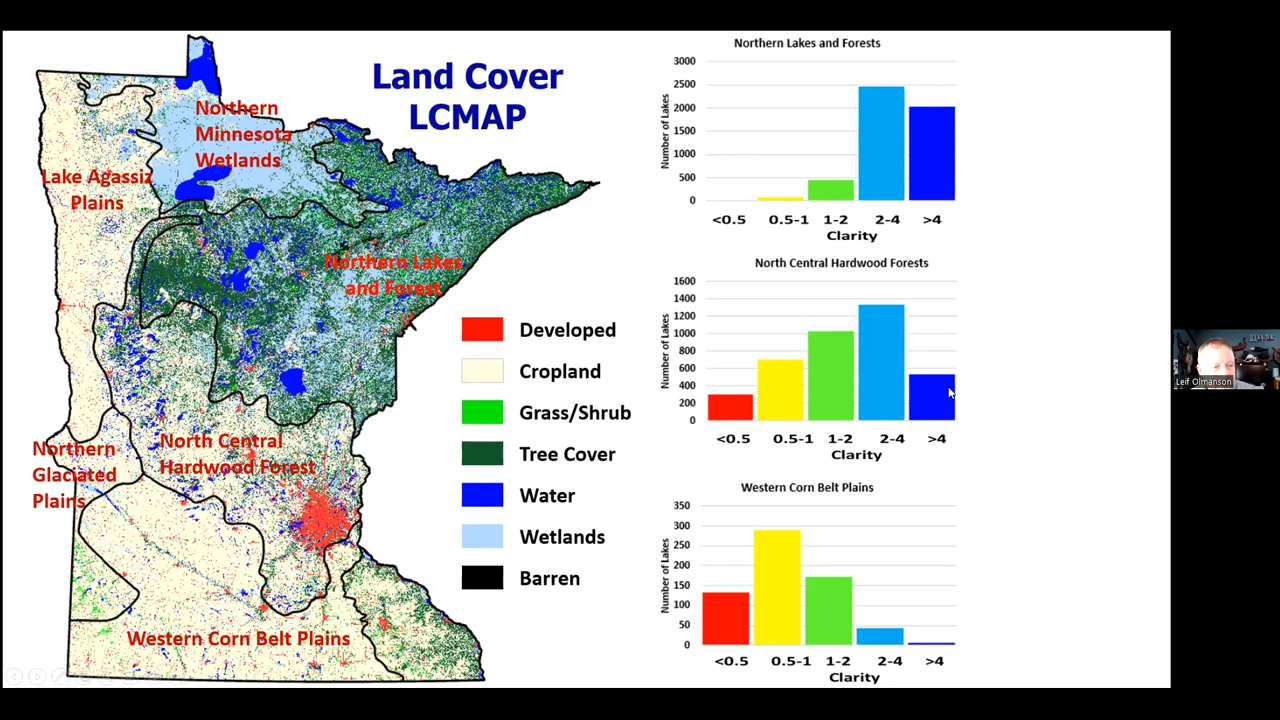 Land Cover
LCMAP
Northern
Minnesota
Wetlands
Lake Agassiz
Plains
Northern Lakes
and Forest
Northern
Glaciated
Plains
North Central
Hardwood Forest
Western Corn Belt Plains
Developed
Cropland
Grass/Shrub
Tree Cover
Water
Wetlands
Barren
Northern Lakes and Forests
Number of Lakes
3000
2500
2000
1500
1000
500
0
<0.5 0.5-1 1-2 2-4 >4
Clarity
North Central Hardwood Forests
Number of Lakes
1600
1400
1200
1000
800
600
400
200
0
<0.5 0.5-1 1-2 2-4 >4
Clarity
Western Corn Belt Plains
Number of Lakes
350
300
250
200
150
100
50
0
<0.5 0.5-1 1-2 2-4 >4
Clarity
Leif Olmanson